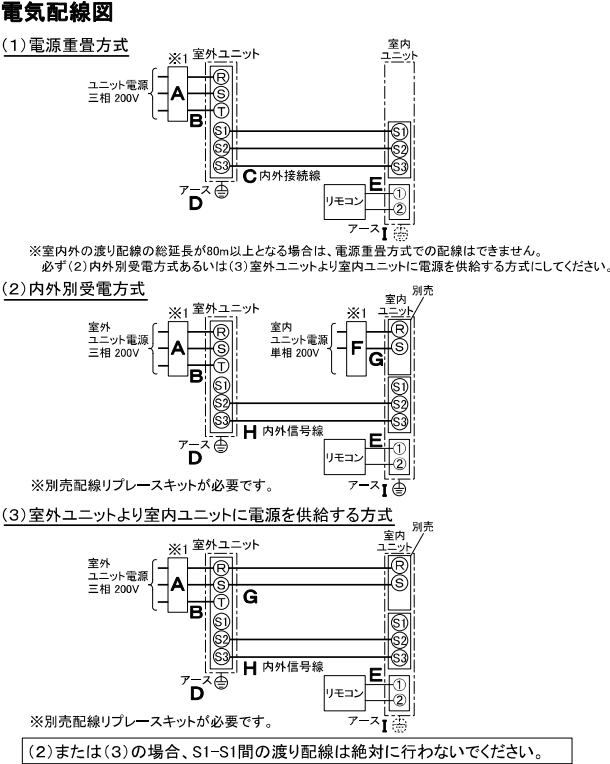 電気配線図
(1)電源重畳方式
※1 室外ユニット
室内
ユニット
ユニット電源
三相 200V
A
B
R
S
T
S1
S2
S3
S1
S2
S3
C 内外接続線
アース
D
リモコン
E
①
②
アース I
※室内外の渡り配線の総延長が80m以上となる場合は、電源重畳方式での配線はできません。
必ず(2)内外別受電方式あるいは(3)室外ユニットより室内ユニットに電源を供給する方式にしてください。
(2)内外別受電方式
※1 室外ユニット
※1
室内
ユニット
別売
室外
ユニット電源
三相 200V
A
B
R
S
T
S1
S2
S3
室内
ユニット電源
単相 200V
F
G
R
S
S1
S2
S3
H 内外信号線
アース
D
リモコン
E
①
②
アース I
※別売配線リプレースキットが必要です。
(3)室外ユニットより室内ユニットに電源を供給する方式
※1 室外ユニット
室内
ユニット
別売
室外
ユニット電源
三相 200V
A
B
R
S
T
S1
S2
S3
G
R
S
S1
S2
S3
H 内外信号線
アース
D
リモコン
E
①
②
アース I
※別売配線リプレースキットが必要です。
(2)または(3)の場合、S1-S1間の渡り配線は絶対に行わないでください。